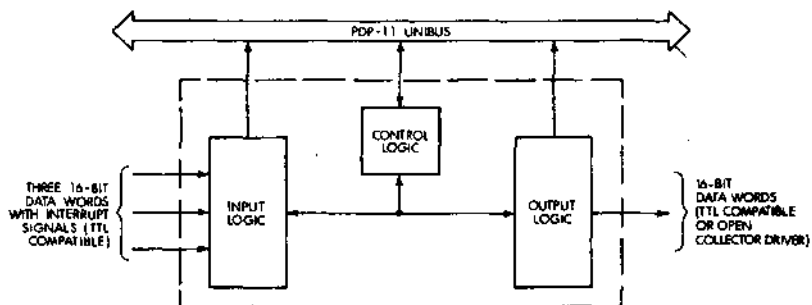 PDP-11 UNIBUS
CONTROL
LOGIC
THREE 16-BIT
DATA WORDS
WITH INTERRUPT
SIGNALS (TTL
COMPATIBLE)
INPUT
LOGIC
OUTPUT
LOGIC
16-BIT
DATA WORDS
(TTL COMPATIBLE
OR OPEN
COLLECTOR DRIVER)